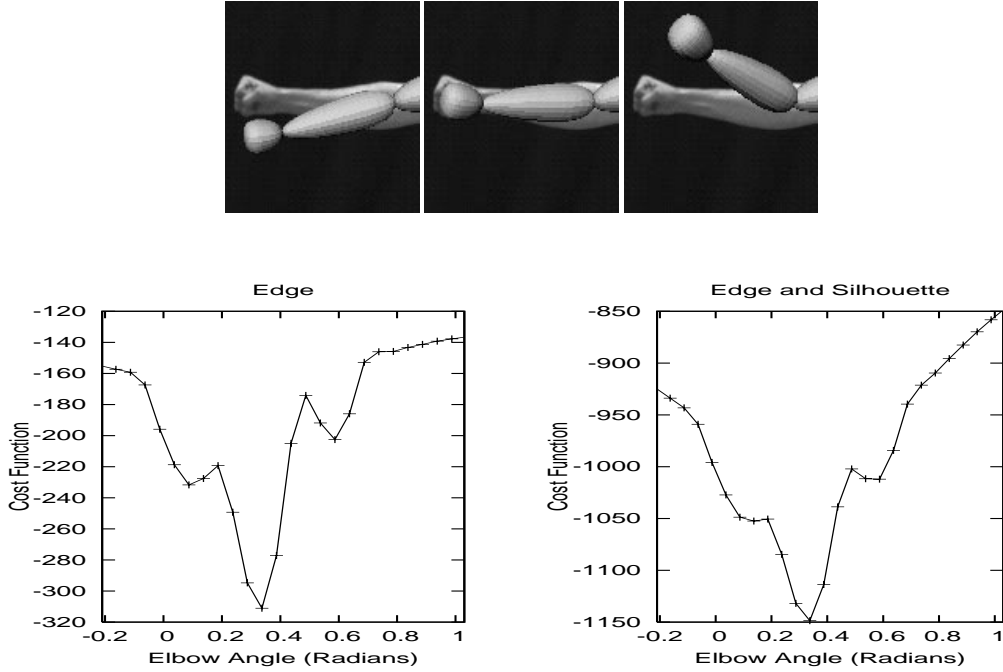 Edge
-120
-140
-160
-180
-200
-220
-240
-260
-280
-300
-320
Cost Function
-0.2 0 0.2 0.4 0.6 0.8 1
Elbow Angle (Radians)
Edge and Silhouette
-850
-900
-950
-1000
-1050
-1100
-1150
Cost Function
-0.2 0 0.2 0.4 0.6 0.8 1
Elbow Angle (Radians)